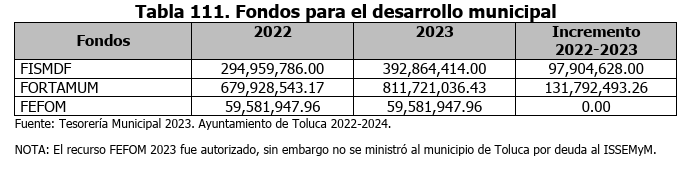 Tabla 111. Fondos para el desarrollo municipal
Fondos 2022 2023 Incremento 2022-2023
FISMDF 294,959,786.00 392,864,414.00 97,904,628.00
FORTAMUM 679,928,543.17 811,721,036.43 131,792,493.26
FEFOM 59,581,947.96 59,581,947.96 0.00
Fuente: Tesorería Municipal 2023. Ayuntamiento de Toluca 2022-2024.
NOTA: El recurso FEFOM 2023 fue autorizado, sin embargo no se ministró al municipio de Toluca por deuda al ISSEMyM.